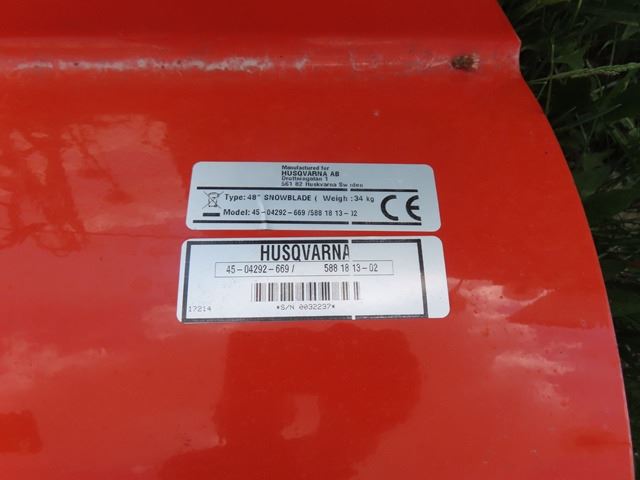 Manufactured for
HUSQVARNA AB
Drottninggatan 1
561 82 Huskvarna Sweden
Type: 48" SNOWBLADE ( Weigh :34 kg
Model: 45-04292-669 /588 18 13-02
CE
HUSQVARNA
45-04292-669 / 588 18 13-02
17214 *S/N 0032237*